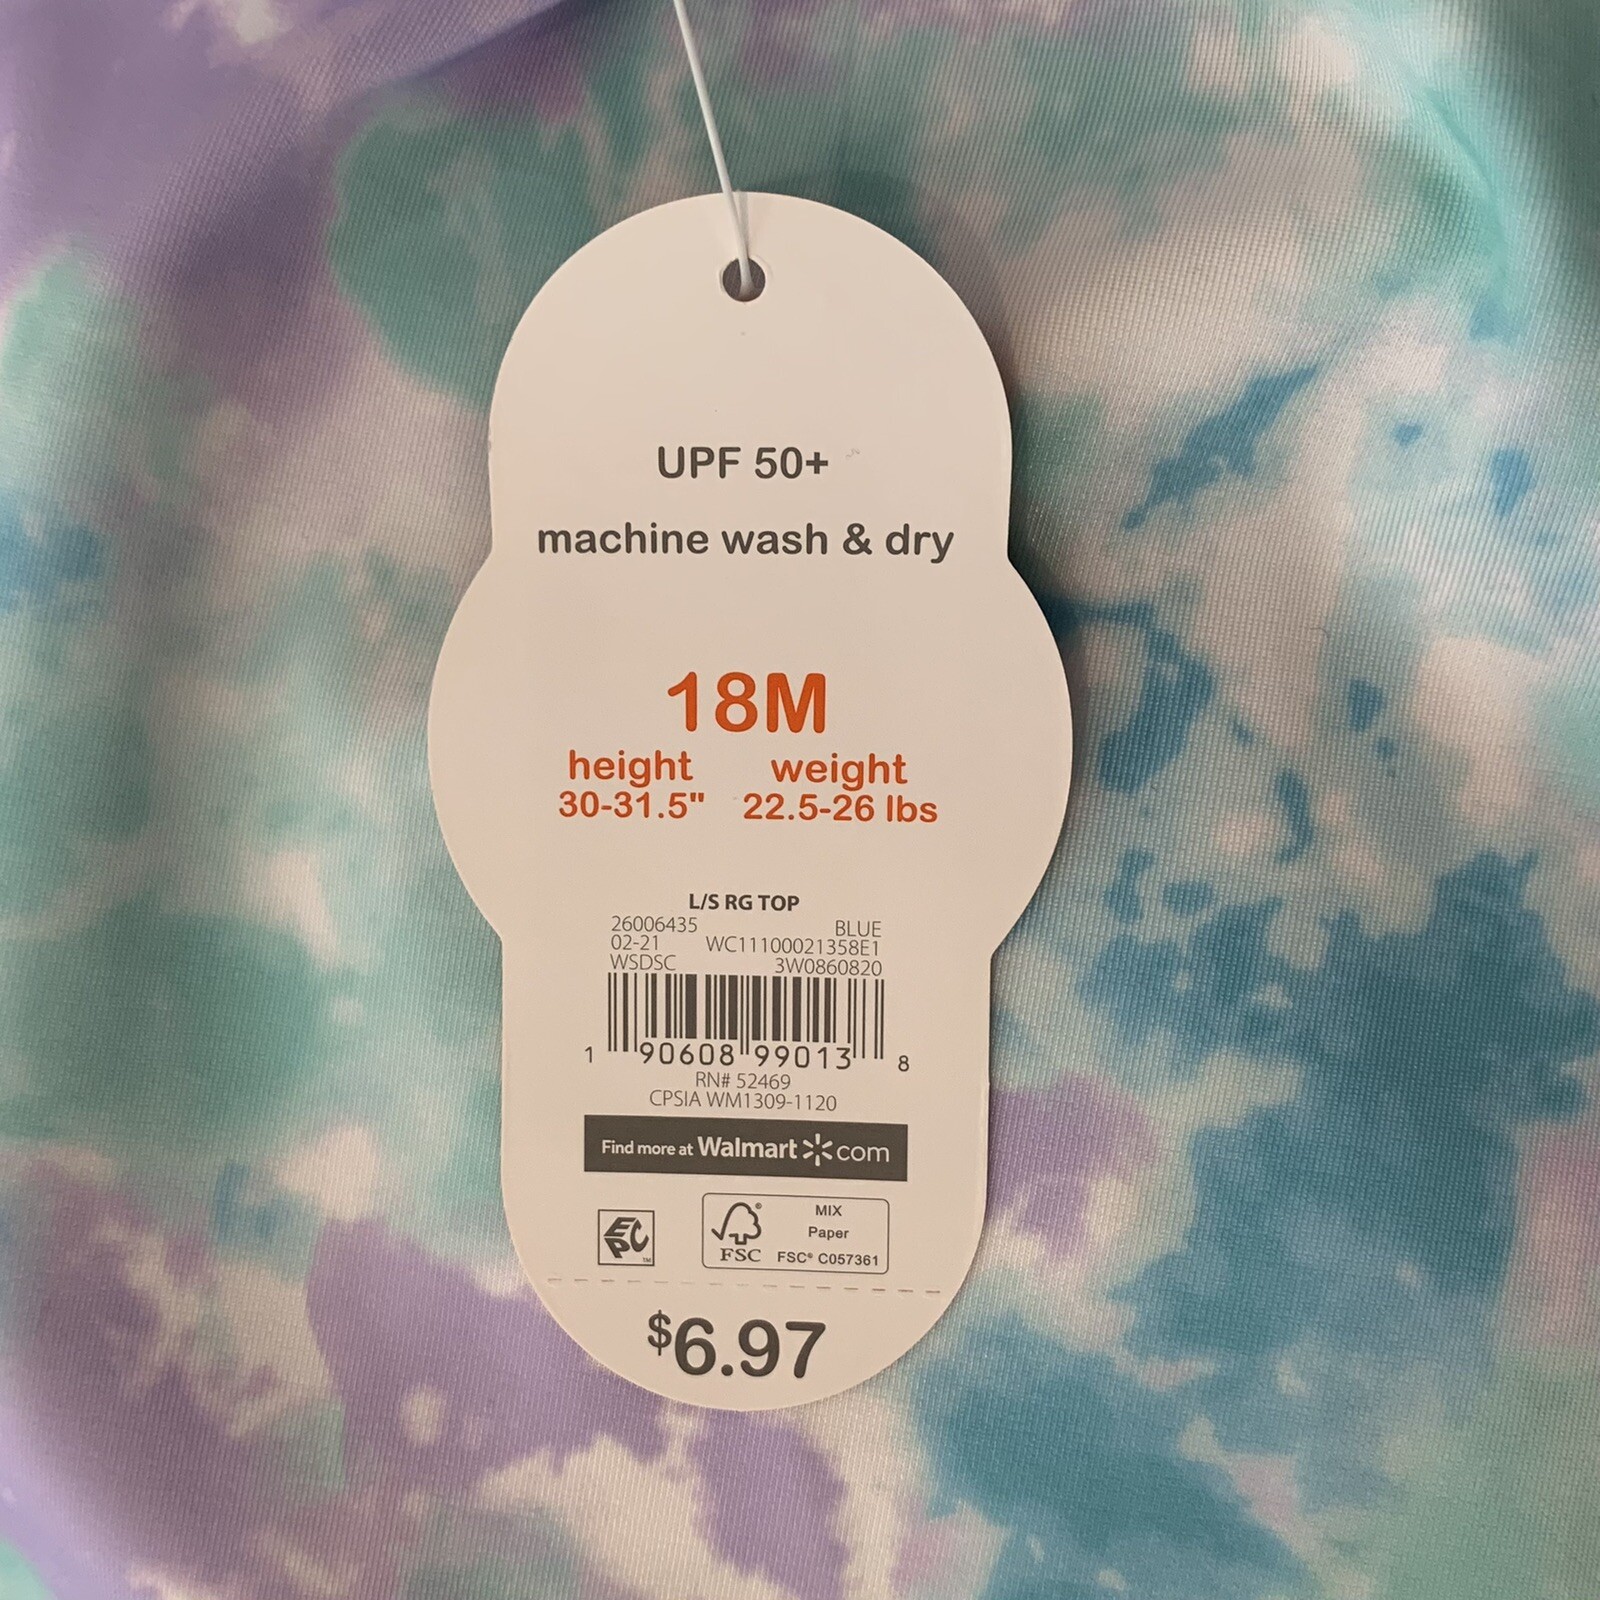 UPF 50+
machine wash & dry
18M
height weight
30-31.5" 22.5-26 lbs
L/S RG TOP
26006435 BLUE
02-21 WC11100021358E1
WSDSC 3W0860820
1 90608 99013 8
RN# 52469
CPSIA WM1309-1120
Find more at Walmart com
EPC TM
MIX
Paper
FSC® FSC® C057361
$6.97